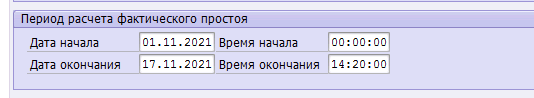 Период расчета фактического простоя
Дата начала 01.11.2021 Время начала 00:00:00
Дата окончания 17.11.2021 Время окончания 14:20:00